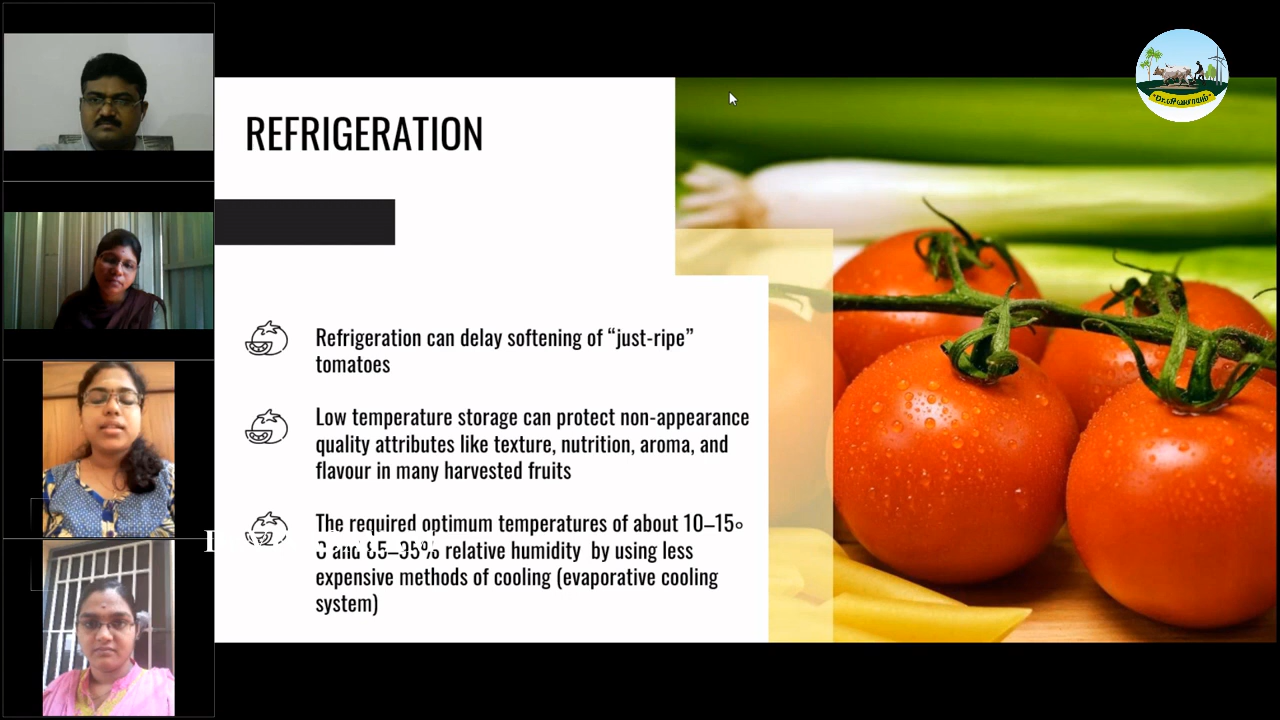 REFRIGERATION
Refrigeration can delay softening of “just-ripe”
tomatoes
Low temperature storage can protect non-appearance
quality attributes like texture, nutrition, aroma, and
flavour in many harvested fruits
The required optimum temperatures of about 10–15∘
C and 85–95% relative humidity by using less
expensive methods of cooling (evaporative cooling
system)